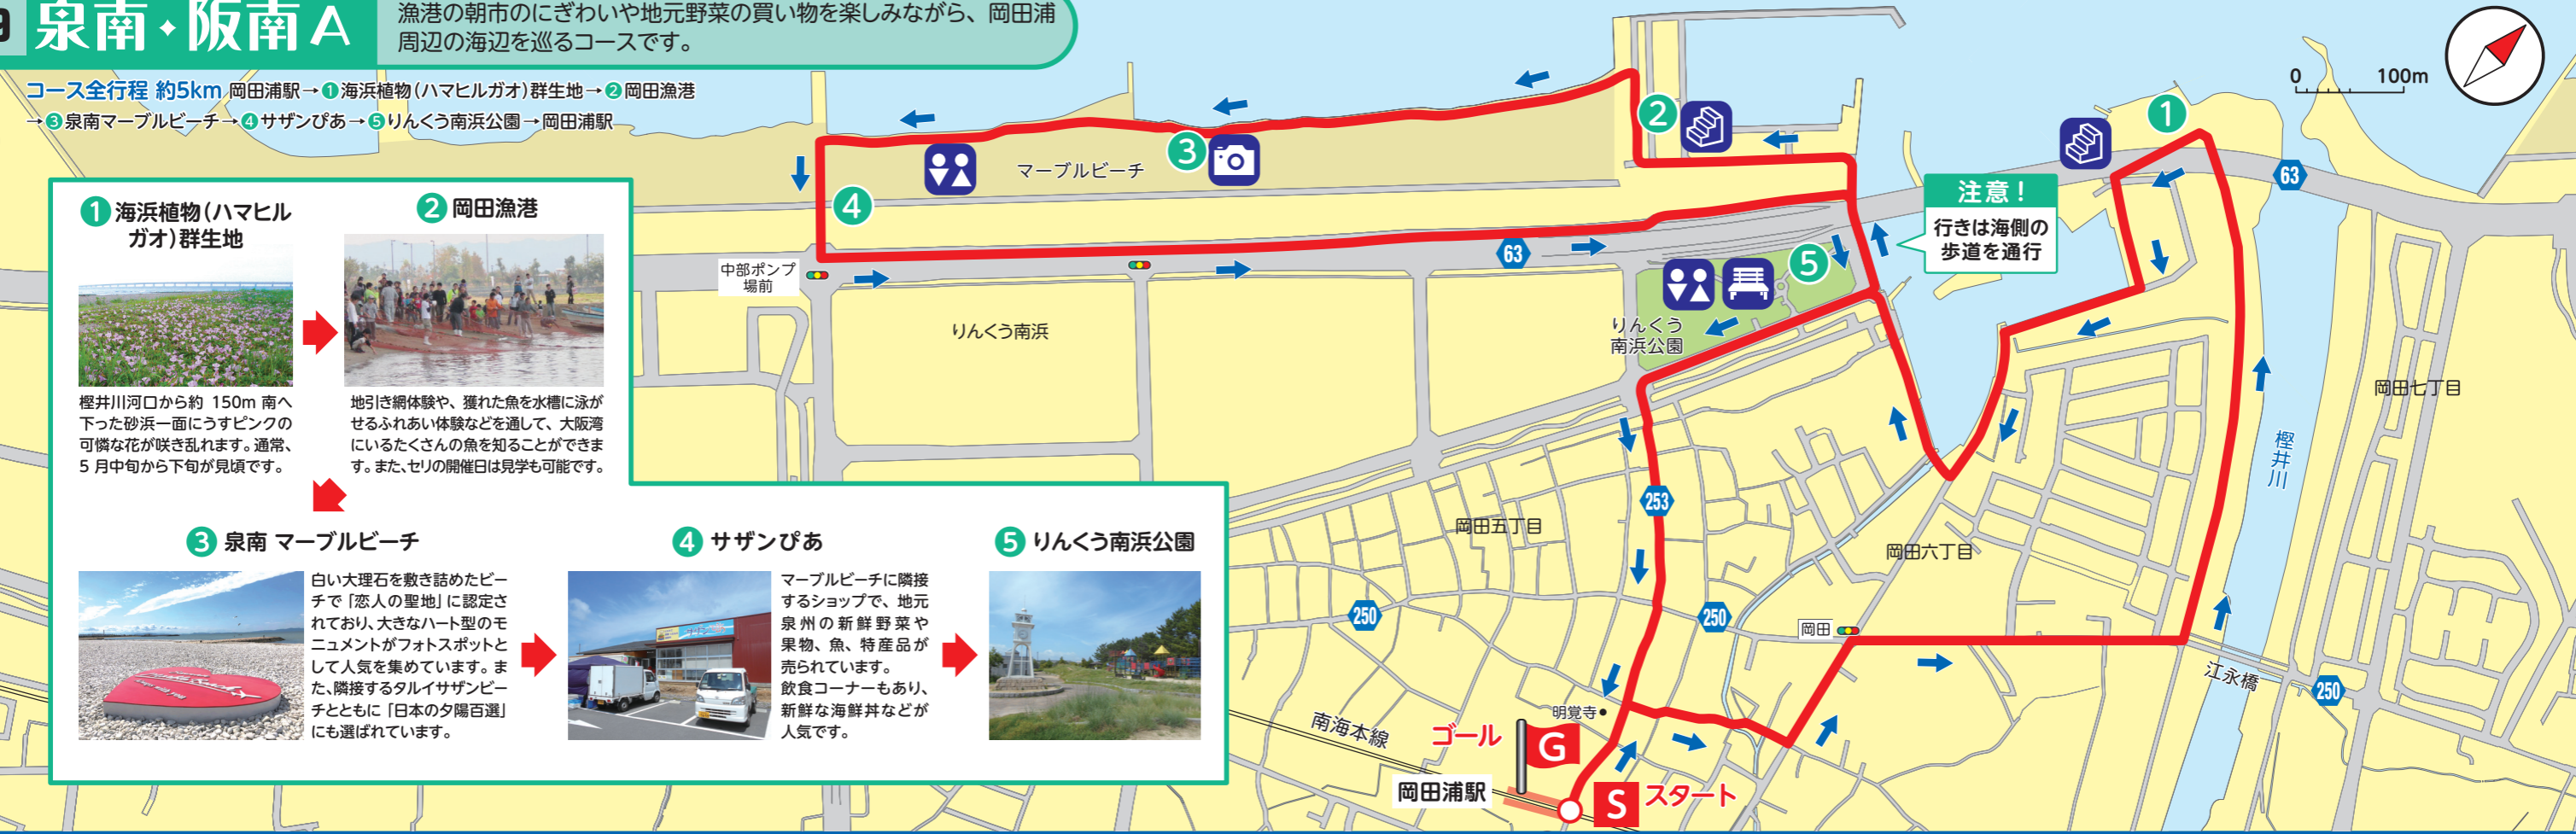 9 泉南・阪南A
漁港の朝市のにぎわいや地元野菜の買い物を楽しみながら、岡田浦
周辺の海辺を巡るコースです。
コース全行程 約5km 岡田浦駅→①海浜植物(ハマヒルガオ)群生地→②岡田漁港
→③泉南マーブルビーチ→④サザンぴあ→⑤りんくう南浜公園→岡田浦駅
①海浜植物(ハマヒル
ガオ)群生地
樫井川河口から約 150m 南へ
下った砂浜一面にうすピンクの
可憐な花が咲き乱れます。通常、
5 月中旬から下旬が見頃です。
②岡田漁港
地引き網体験や、獲れた魚を水槽に泳が
せるふれあい体験などを通して、大阪湾
にいるたくさんの魚を知ることができま
す。また、セリの開催日は見学も可能です。
③ 泉南 マーブルビーチ
白い大理石を敷き詰めたビー
チで「恋人の聖地」に認定さ
れており、大きなハート型のモ
ニュメントがフォトスポットと
して人気を集めています。ま
た、隣接するタルイサザンビー
チとともに「日本の夕陽百選」
にも選ばれています。
④ サザンぴあ
マーブルビーチに隣接
するショップで、地元
泉州の新鮮野菜や
果物、魚、特産品が
売られています。
飲食コーナーもあり、
新鮮な海鮮丼などが
人気です。
⑤ りんくう南浜公園
0 100m
①
②
③
④
⑤
マーブルビーチ
63
63
注意!
行きは海側の
歩道を通行
中部ポンプ
場前
りんくう南浜
りんくう
南浜公園
岡田七丁目
樫井川
253
岡田五丁目
岡田六丁目
250
250
岡田
江永橋
250
明覚寺
南海本線
ゴール
G
岡田浦駅
S
スタート